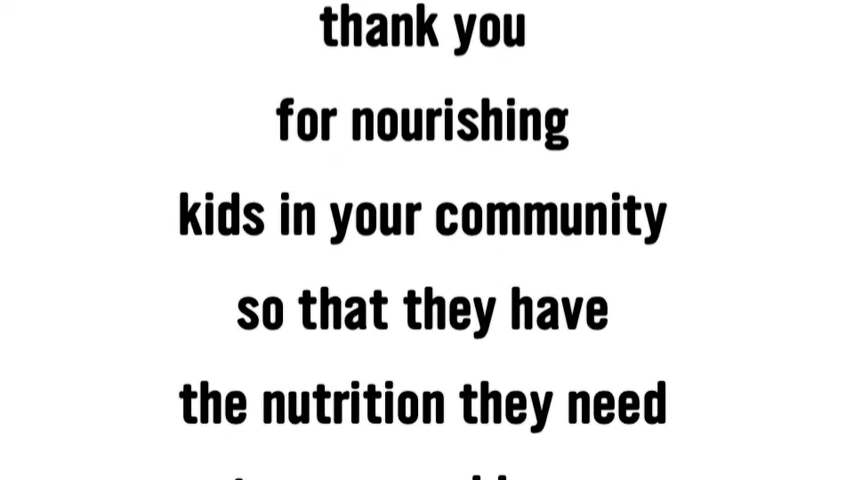 thank you
for nourishing
kids in your community
so that they have
the nutrition they need